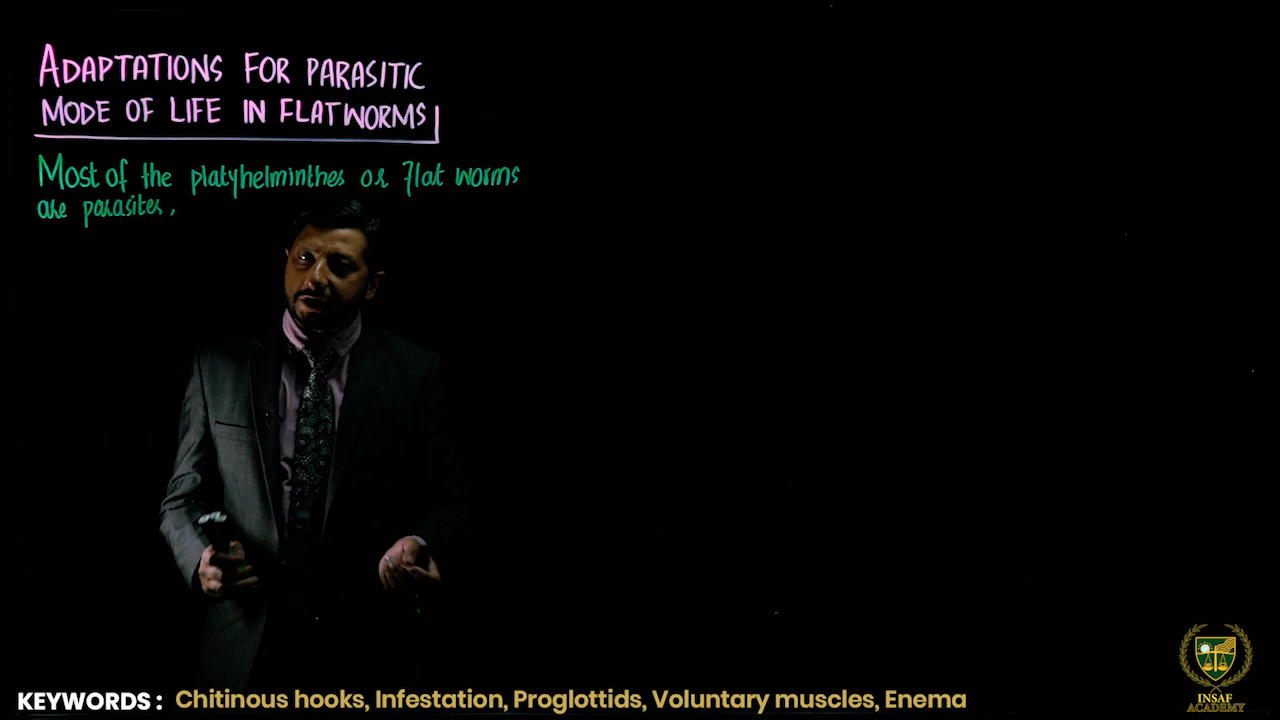 ADAPTATIONS FOR PARASITIC
MODE OF LIFE IN FLATWORMS
Most of the platyhelminthes or Flat worms
are parasites,
KEYWORDS : Chitinous hooks, Infestation, Proglottids, Voluntary muscles, Enema
INSAF
ACADEMY